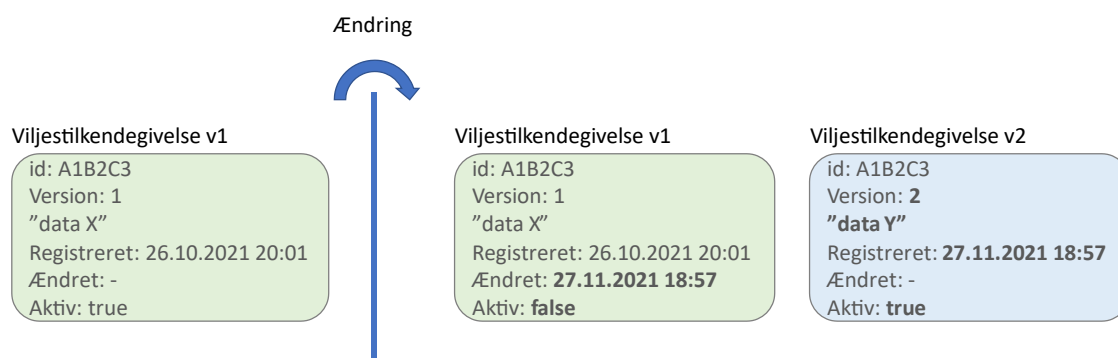 Ændring
Viljestilkendegivelse v1
id: A1B2C3
Version: 1
”data X”
Registreret: 26.10.2021 20:01
Ændret: -
Aktiv: true
Viljestilkendegivelse v1
id: A1B2C3
Version: 1
”data X”
Registreret: 26.10.2021 20:01
Ændret: 27.11.2021 18:57
Aktiv: false
Viljestilkendegivelse v2
id: A1B2C3
Version: 2
”data Y”
Registreret: 27.11.2021 18:57
Ændret: -
Aktiv: true